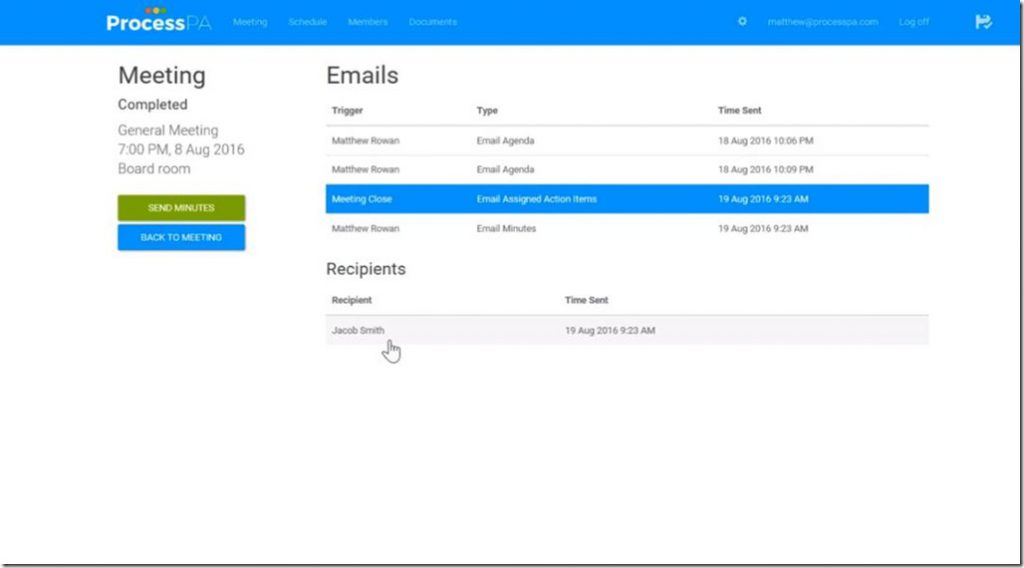 ProcessPA Meeting Schedule Members Documents matthew@processpa.com Log off
Meeting
Completed
General Meeting
7:00 PM, 8 Aug 2016
Board room
SEND MINUTES
BACK TO MEETING
Emails
Trigger Type Time Sent
Matthew Rowan Email Agenda 18 Aug 2016 10:06 PM
Matthew Rowan Email Agenda 18 Aug 2016 10:09 PM
Meeting Close Email Assigned Action Items 19 Aug 2016 9:23 AM
Matthew Rowan Email Minutes 19 Aug 2016 9:23 AM
Recipients
Recipient Time Sent
Jacob Smith 19 Aug 2016 9:23 AM